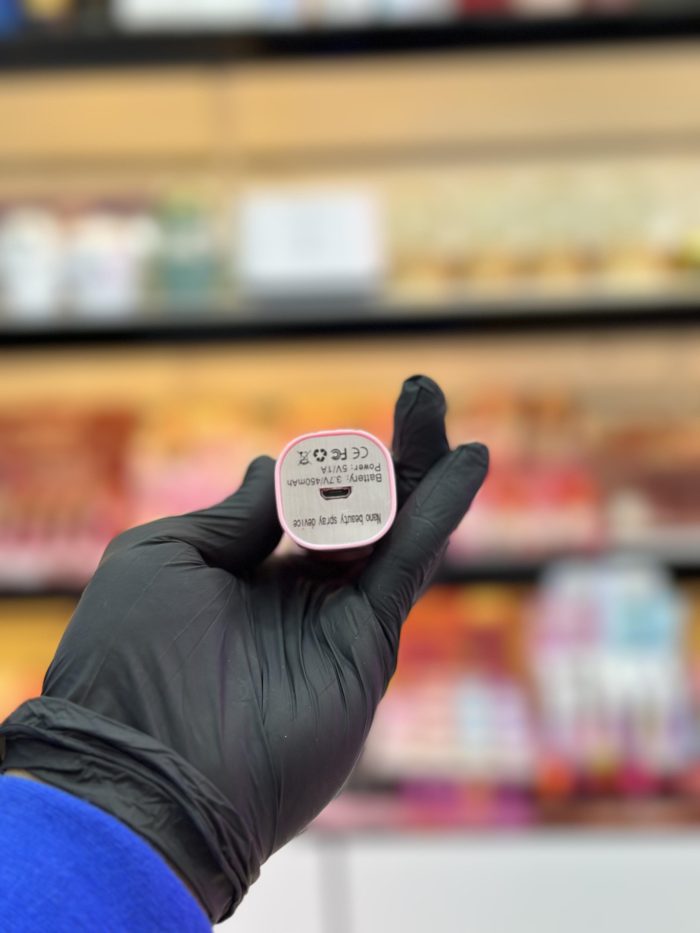 Nano beauty spray device
Battery: 3.7V/450mAh
Power: 5V/1A
CE FC